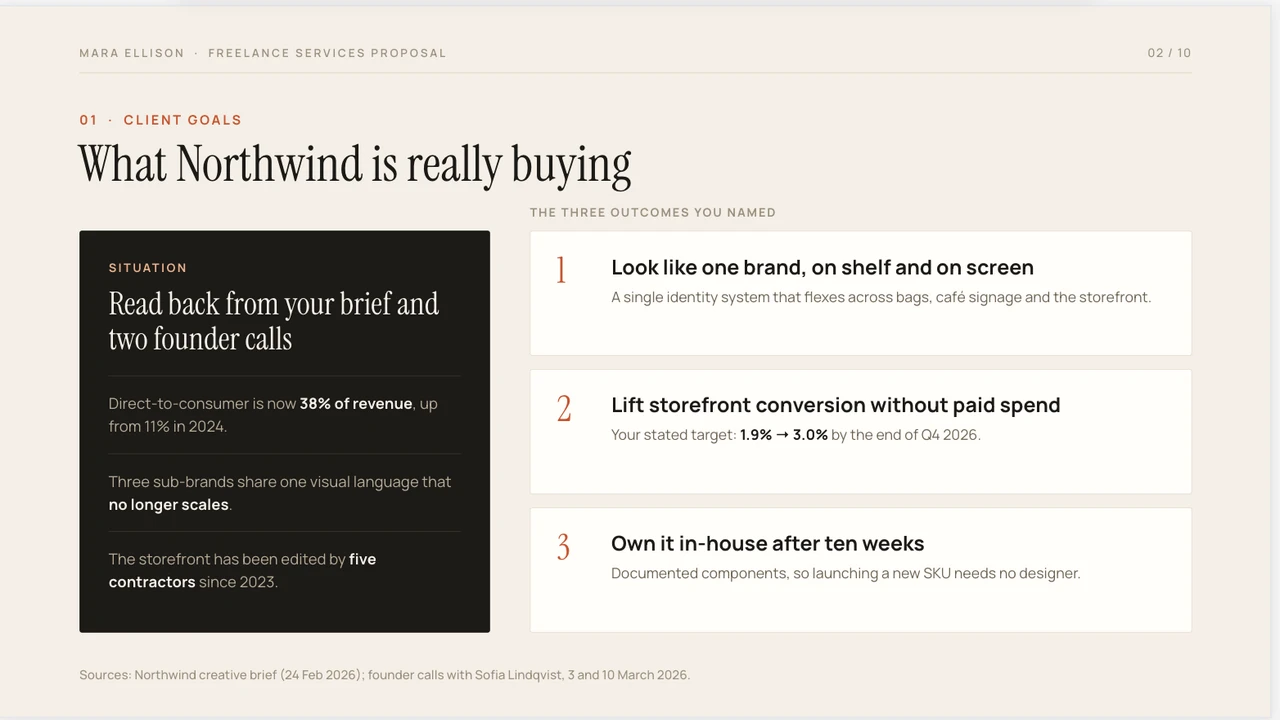 MARA ELLISON · FREELANCE SERVICES PROPOSAL
02 / 10
01 · CLIENT GOALS
What Northwind is really buying
SITUATION
Read back from your brief and
two founder calls
Direct-to-consumer is now 38% of revenue, up
from 11% in 2024.
Three sub-brands share one visual language that
no longer scales.
The storefront has been edited by five
contractors since 2023.
THE THREE OUTCOMES YOU NAMED
1
Look like one brand, on shelf and on screen
A single identity system that flexes across bags, café signage and the storefront.
2
Lift storefront conversion without paid spend
Your stated target: 1.9% → 3.0% by the end of Q4 2026.
3
Own it in-house after ten weeks
Documented components, so launching a new SKU needs no designer.
Sources: Northwind creative brief (24 Feb 2026); founder calls with Sofia Lindqvist, 3 and 10 March 2026.